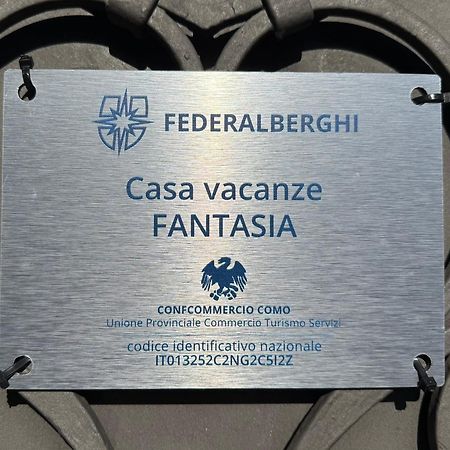 FEDERALBERGHI
Casa vacanze
FANTASIA
CONFCOMMERCIO COMO
Unione Provinciale Commercio Turismo Servizi
codice identificativo nazionale
IT013252C2NG2C5I2Z